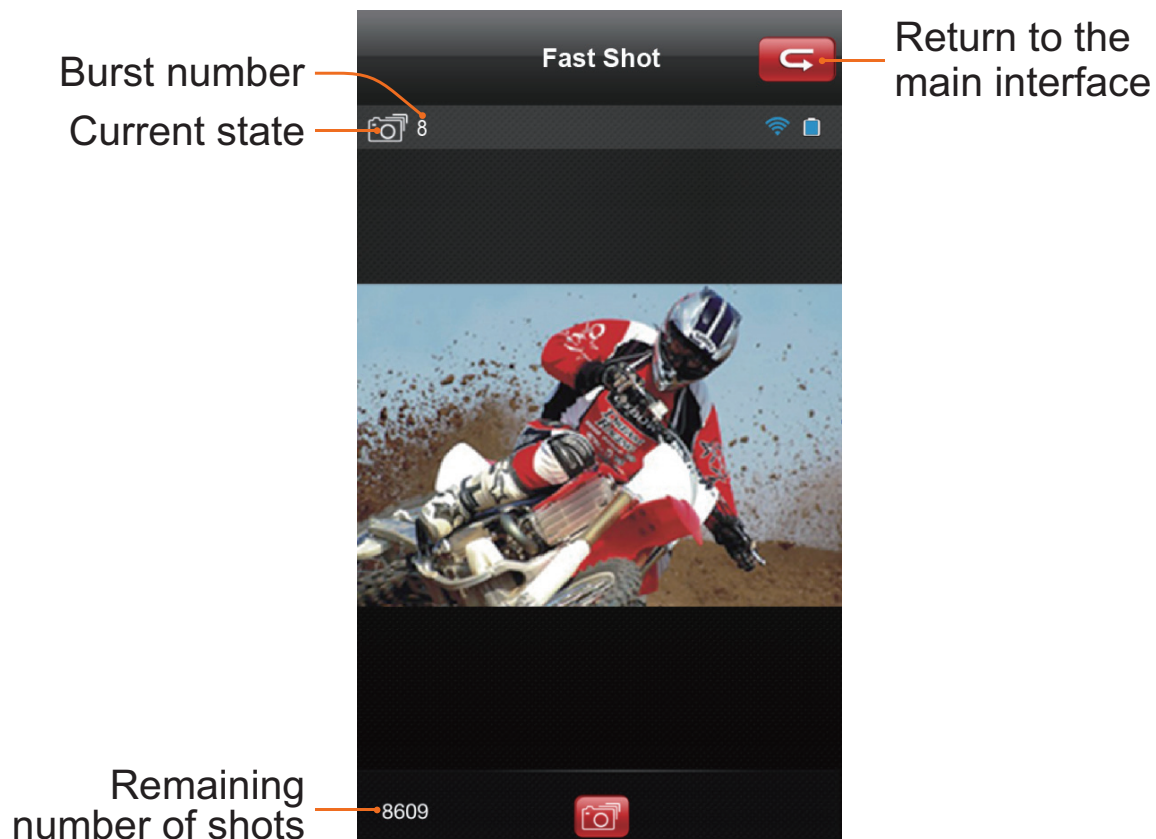 Fast Shot
Return to the
main interface
Burst number
8
Current state
Remaining
number of shots
8609